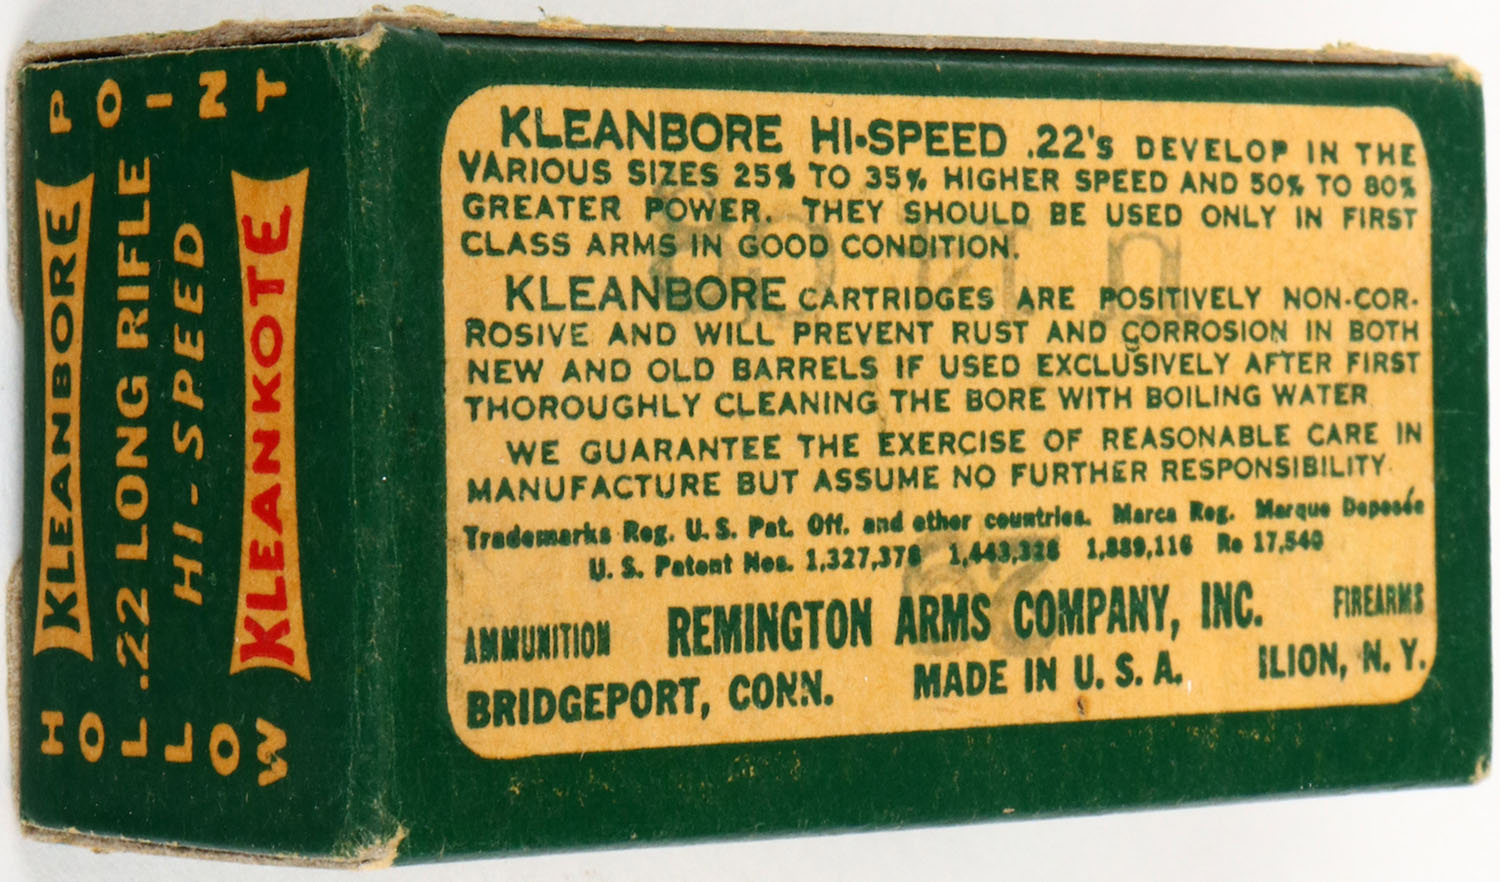 KLEANBORE
.22 LONG RIFLE
HI-SPEED
KLEANKOTE
HOLLOW
POINT
KLEANBORE HI-SPEED .22's DEVELOP IN THE
VARIOUS SIZES 25% TO 35% HIGHER SPEED AND 50% TO 80%
GREATER POWER. THEY SHOULD BE USED ONLY IN FIRST
CLASS ARMS IN GOOD CONDITION.
KLEANBORE CARTRIDGES ARE POSITIVELY NON-COR-
ROSIVE AND WILL PREVENT RUST AND CORROSION IN BOTH
NEW AND OLD BARRELS IF USED EXCLUSIVELY AFTER FIRST
THOROUGHLY CLEANING THE BORE WITH BOILING WATER
WE GUARANTEE THE EXERCISE OF REASONABLE CARE IN
MANUFACTURE BUT ASSUME NO FURTHER RESPONSIBILITY.
Trademarks Reg. U.S. Pat. Off. and other countries. Marca Reg. Marque Deposée
U.S. Patent Nos. 1,327,378 1,443,328 1,889,116 Re 17,540
AMMUNITION REMINGTON ARMS COMPANY, INC. FIREARMS
BRIDGEPORT, CONN. MADE IN U.S.A. ILION, N.Y.